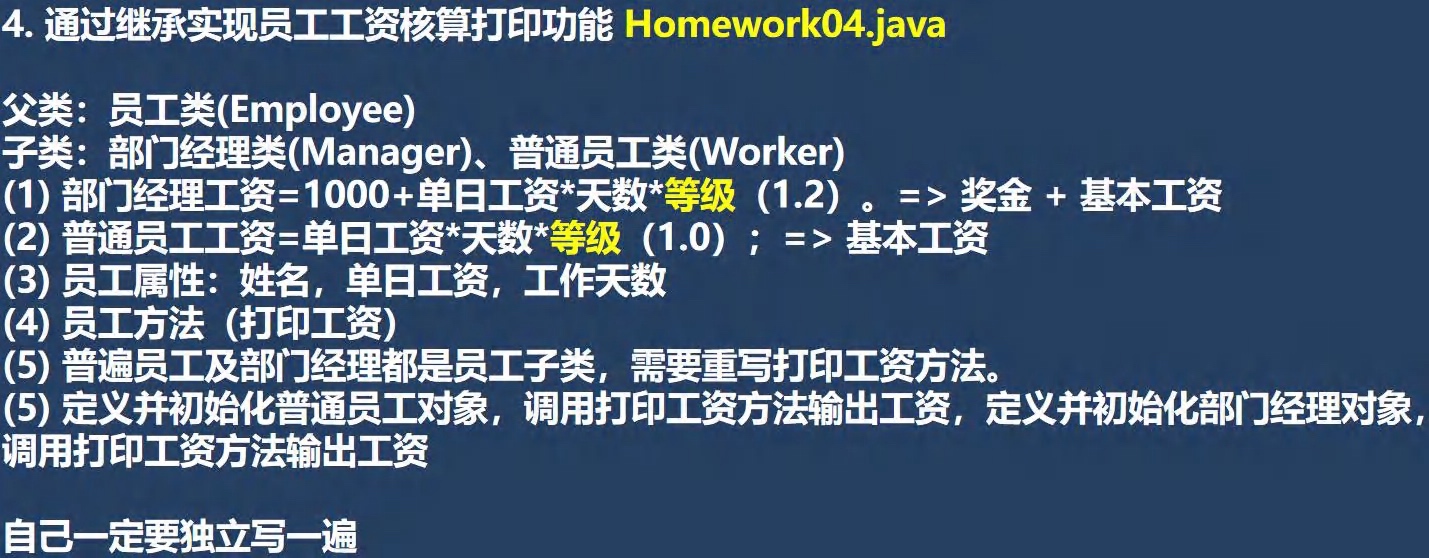 4. 通过继承实现员工工资核算打印功能 Homework04.java
父类：员工类(Employee)
子类：部门经理类(Manager)、普通员工类(Worker)
(1) 部门经理工资=1000+单日工资*天数*等级（1.2）。=> 奖金 + 基本工资
(2) 普通员工工资=单日工资*天数*等级（1.0）；=> 基本工资
(3) 员工属性：姓名，单日工资，工作天数
(4) 员工方法（打印工资）
(5) 普遍员工及部门经理都是员工子类，需要重写打印工资方法。
(5) 定义并初始化普通员工对象，调用打印工资方法输出工资，定义并初始化部门经理对象，
调用打印工资方法输出工资
自己一定要独立写一遍